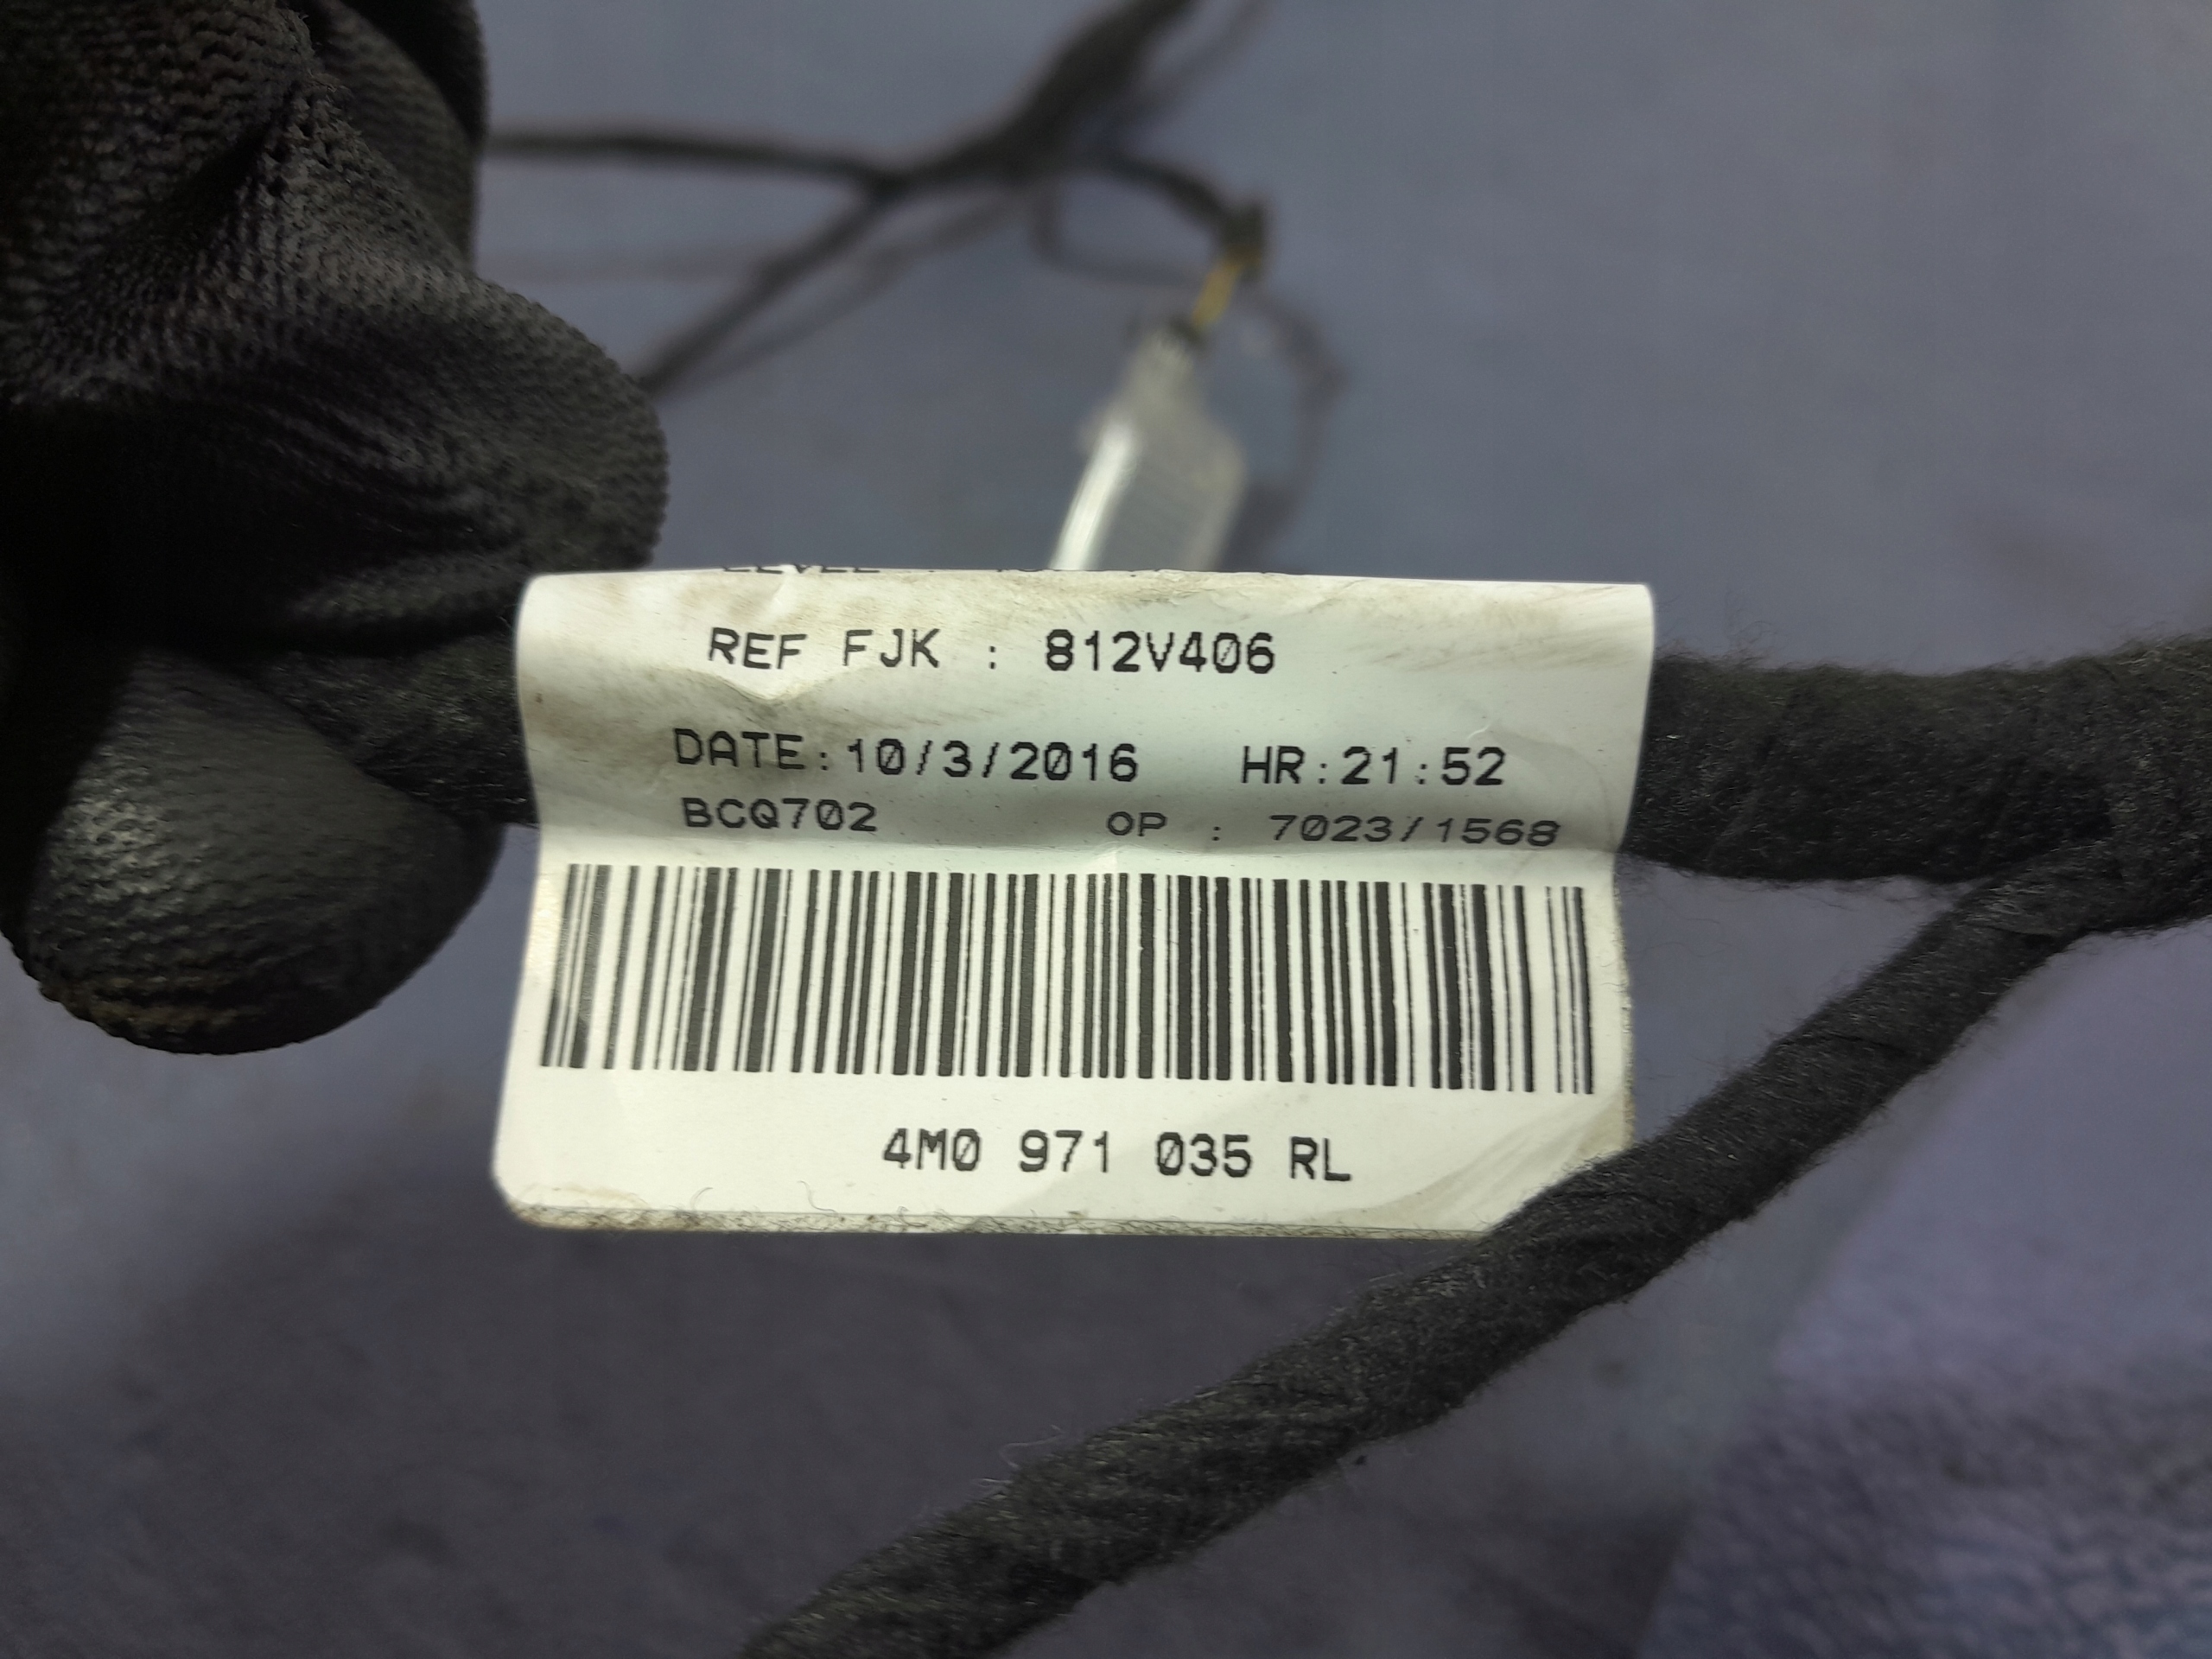 REF FJK : 812V406
DATE:10/3/2016 HR:21:52
BCQ702 OP : 7023/1568
4M0 971 035 RL